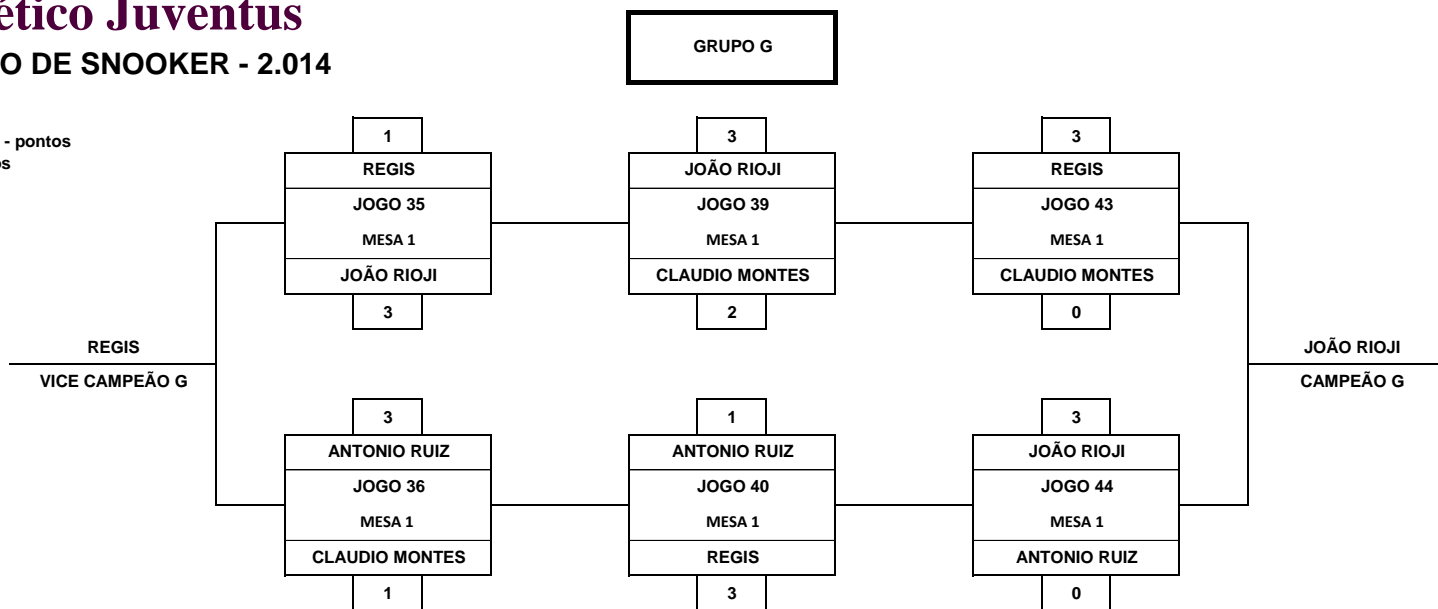 ético Juventus
O DE SNOOKER - 2.014
GRUPO G
- pontos
os
1
REGIS
JOGO 35
MESA 1
JOÃO RIOJI
3
3
JOÃO RIOJI
JOGO 39
MESA 1
CLAUDIO MONTES
2
3
REGIS
JOGO 43
MESA 1
CLAUDIO MONTES
0
REGIS
VICE CAMPEÃO G
JOÃO RIOJI
CAMPEÃO G
3
ANTONIO RUIZ
JOGO 36
MESA 1
CLAUDIO MONTES
1
1
ANTONIO RUIZ
JOGO 40
MESA 1
REGIS
3
3
JOÃO RIOJI
JOGO 44
MESA 1
ANTONIO RUIZ
0